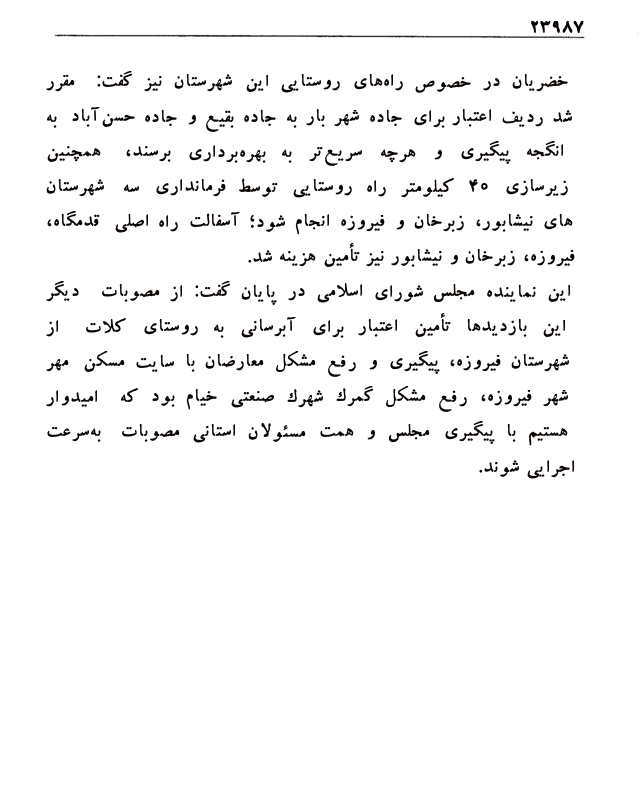 ۲۳۹۸۷
خضریان در خصوص راه‌های روستایی این شهرستان نیز گفت: مقرر
شد ردیف اعتبار برای جاده شهر بار به جاده بقیع و جاده حسن‌آباد به
انگجه پیگیری و هرچه سریع‌تر به بهره‌برداری برسند، همچنین
زیرسازی ۴۰ کیلومتر راه روستایی توسط فرمانداری سه شهرستان
های نیشابور، زبرخان و فیروزه انجام شود؛ آسفالت راه اصلی قدمگاه،
فیروزه، زبرخان و نیشابور نیز تأمین هزینه شد.
این نماینده مجلس شورای اسلامی در پایان گفت: از مصوبات دیگر
این بازدیدها تأمین اعتبار برای آبرسانی به روستای کلات از
شهرستان فیروزه، پیگیری و رفع مشکل معارضان با سایت مسکن مهر
شهر فیروزه، رفع مشکل گمرك شهرك صنعتی خیام بود که امیدوار
هستیم با پیگیری مجلس و همت مسئولان استانی مصوبات به‌سرعت
اجرایی شوند.